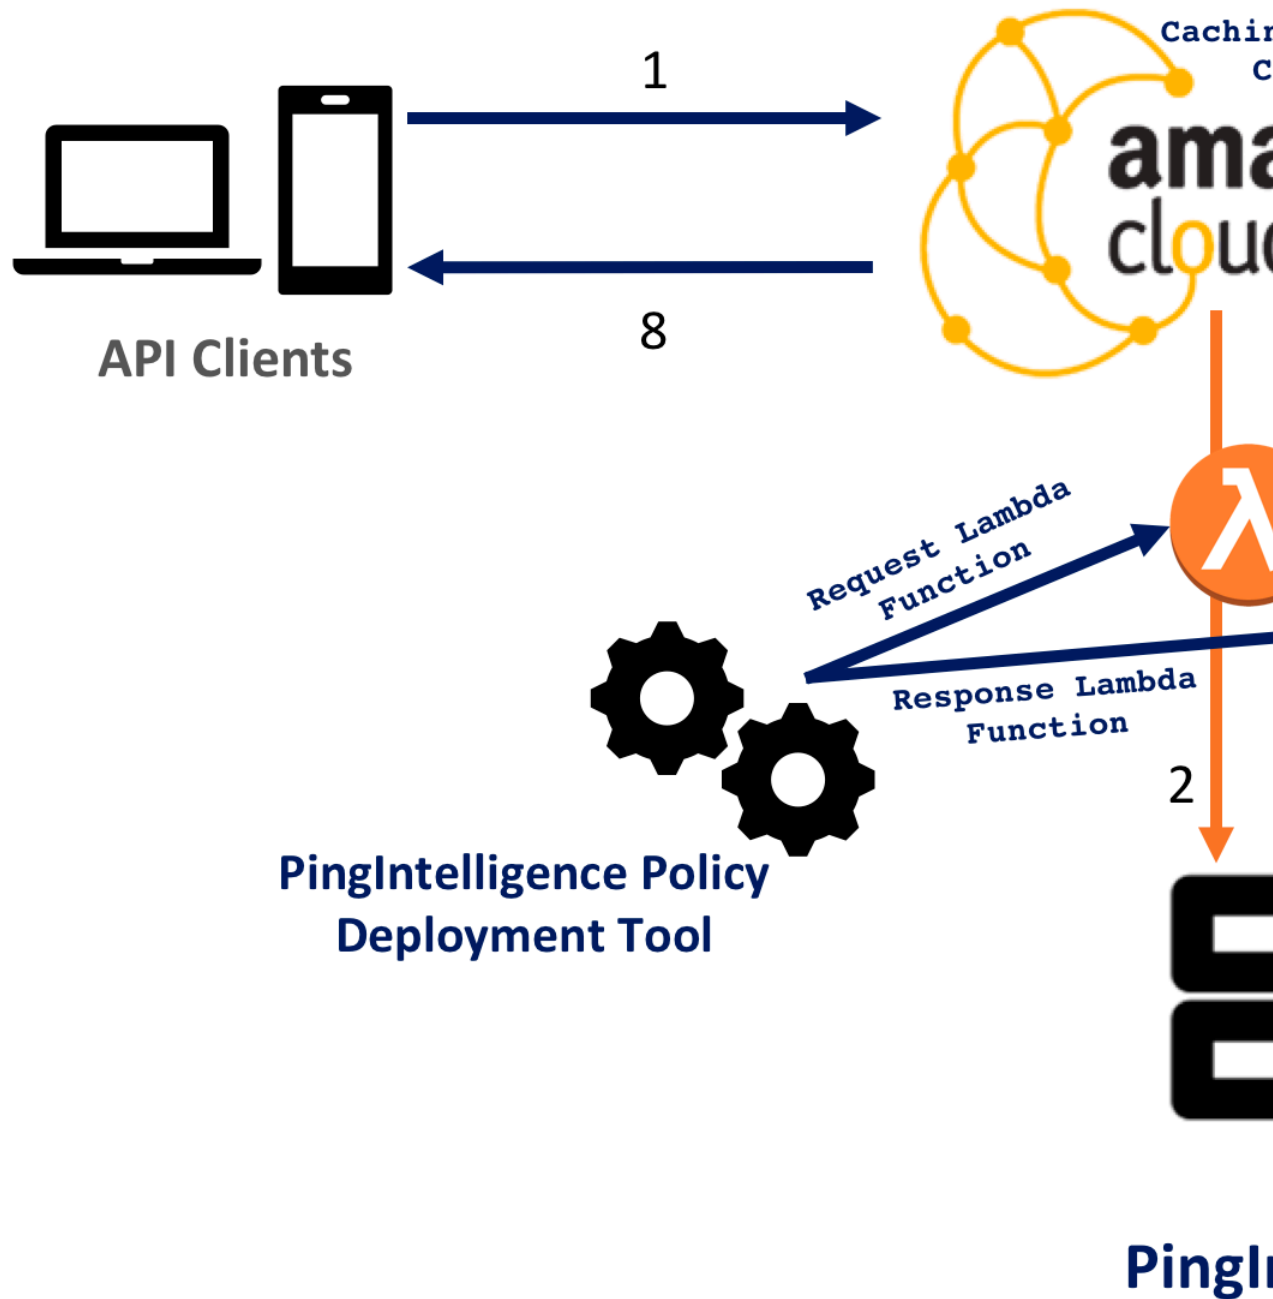 1
8
API Clients
Request Lambda
Function
Response Lambda
Function
2
PingIntelligence Policy
Deployment Tool